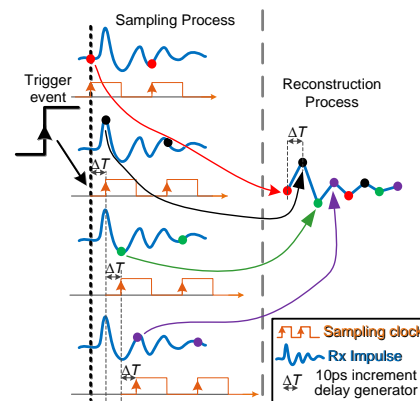 Sampling Process
Trigger
event
Reconstruction
Process
ΔT
ΔT
ΔT
ΔT
Sampling clock
Rx Impulse
ΔT 10ps increment
delay generator